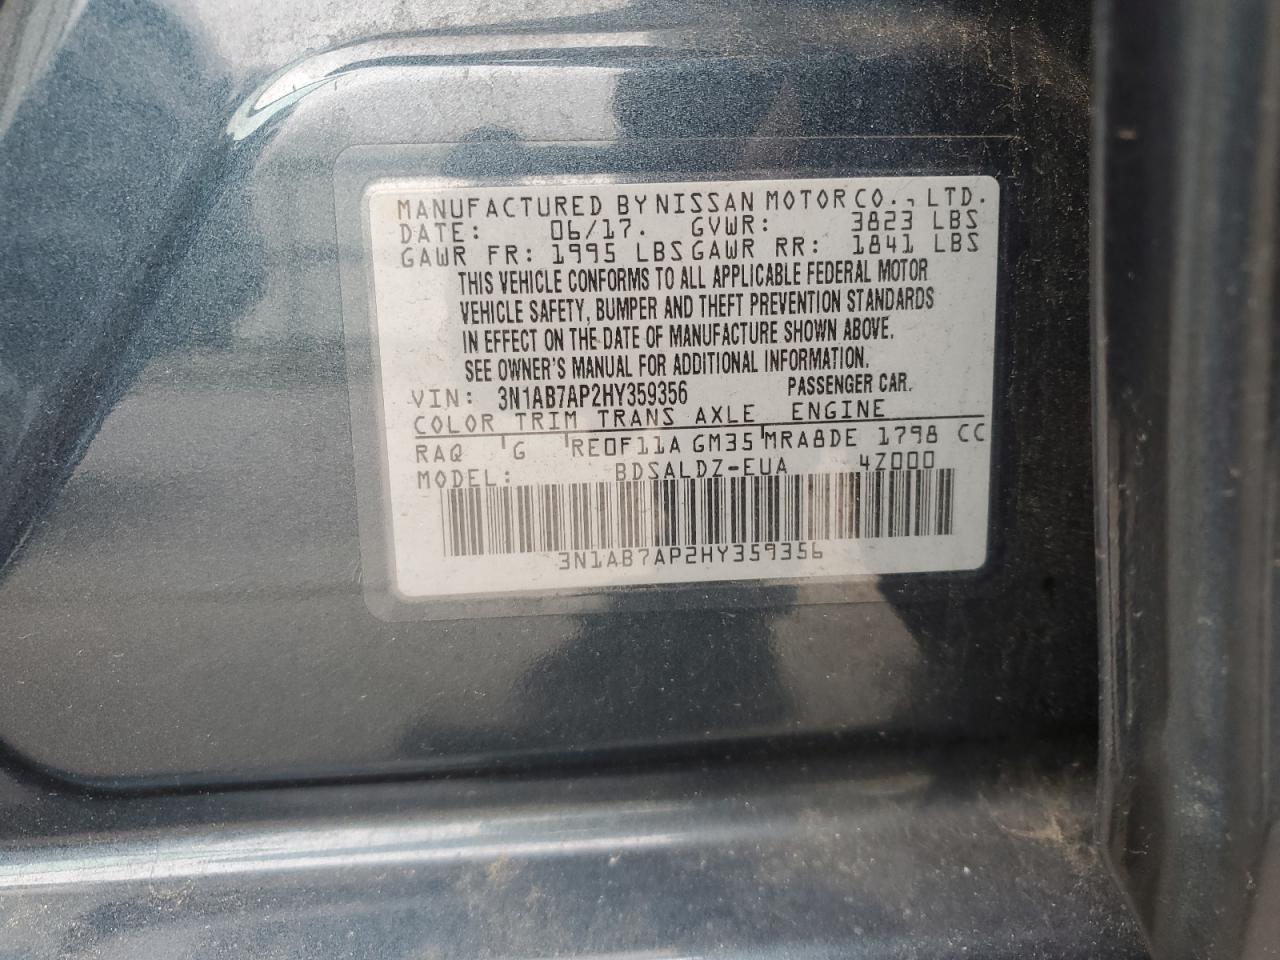 MANUFACTURED BY NISSAN MOTOR CO., LTD.
DATE: 06/17. GVWR: 3823 LBS
GAWR FR: 1995 LBS GAWR RR: 1841 LBS
THIS VEHICLE CONFORMS TO ALL APPLICABLE FEDERAL MOTOR
VEHICLE SAFETY, BUMPER AND THEFT PREVENTION STANDARDS
IN EFFECT ON THE DATE OF MANUFACTURE SHOWN ABOVE.
SEE OWNER'S MANUAL FOR ADDITIONAL INFORMATION.
VIN: 3N1AB7AP2HY359356 PASSENGER CAR.
COLOR TRIM TRANS AXLE ENGINE
RAQ G RE0F11A GM35 MRA8DE 1798 CC
MODEL: BDSALDZ-EUA 4Z000
3N1AB7AP2HY359356